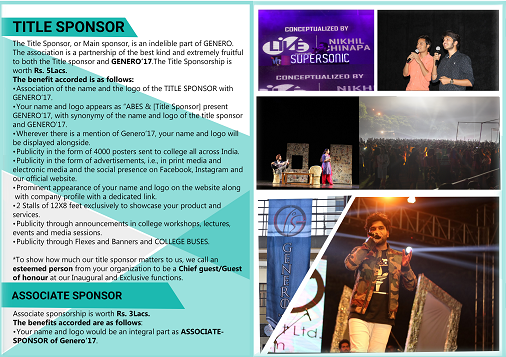 TITLE SPONSOR
The Title Sponsor, or Main sponsor, is an indelible part of GENERO.
The association is a partnership of the best kind and extremely fruitful
to both the Title sponsor and GENERO'17.The Title Sponsorship is
worth Rs. 5Lacs.
The benefit accorded is as follows:
•Association of the name and the logo of the TITLE SPONSOR with
GENERO'17.
•Your name and logo appears as "ABES & [Title Sponsor] present
GENERO'17, with synonymy of the name and logo of the title sponsor
and GENERO'17.
•Wherever there is a mention of Genero'17, your name and logo will
be displayed alongside.
•Publicity in the form of 4000 posters sent to college all across India.
•Publicity in the form of advertisements, i.e., in print media and
electronic media and the social presence on Facebook, Instagram and
our official website.
•Prominent appearance of your name and logo on the website along
with company profile with a dedicated link.
•2 Stalls of 12X8 feet exclusively to showcase your product and
services.
•Publicity through announcements in college workshops, lectures,
events and media sessions.
•Publicity through Flexes and Banners and COLLEGE BUSES.
*To show how much our title sponsor matters to us, we call an
esteemed person from your organization to be a Chief guest/Guest
of honour at our Inaugural and Exclusive functions.
ASSOCIATE SPONSOR
Associate sponsorship is worth Rs. 3Lacs.
The benefits accorded are as follows:
•Your name and logo would be an integral part as ASSOCIATE-
SPONSOR of Genero'17.
CONCEPTUALIZED BY
LIVE
NIKHIL
CHINAPA
SUPERSONIC
CONCEPTUALIZED BY
NIKH
GENERO
Ltd.